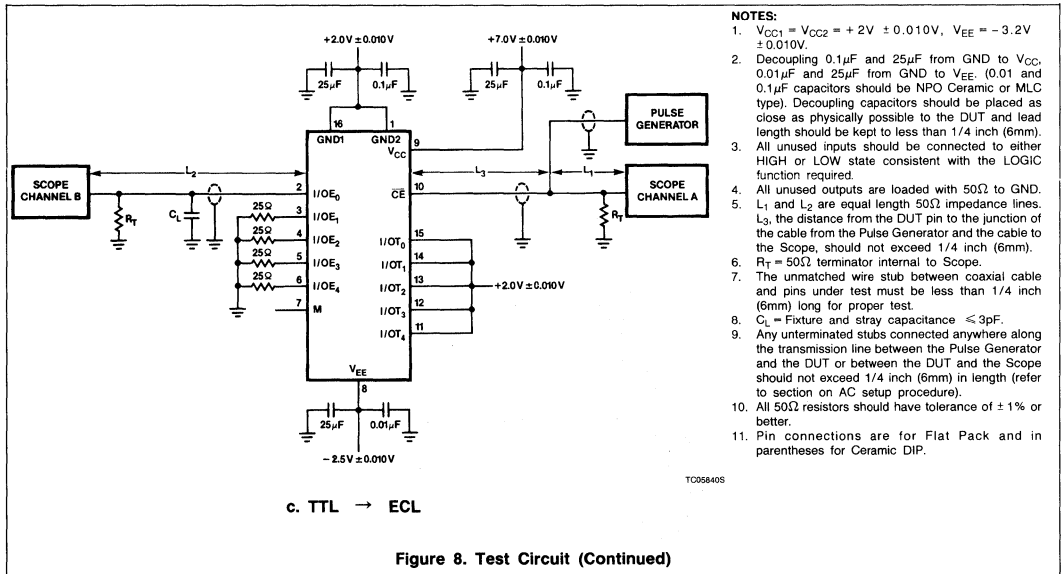 +2.0V ± 0.010V
+7.0V ± 0.010V
25μF
0.1μF
25μF
0.1μF
PULSE
GENERATOR
16
1
GND1
GND2
VCC
9
SCOPE
CHANNEL B
L2
L3
L1
SCOPE
CHANNEL A
2
I/OE0
CE
10
RT
CL
RT
25Ω
3
I/OE1
25Ω
4
I/OE2
25Ω
5
I/OE3
25Ω
6
I/OE4
7
M
I/OT0
15
I/OT1
14
I/OT2
13
+2.0V ± 0.010V
I/OT3
12
I/OT4
11
VEE
8
25μF
0.01μF
− 2.5V ± 0.010V
TC05840S
c. TTL → ECL
NOTES:
1. VCC1 = VCC2 = + 2V ± 0.010V, VEE = − 3.2V
± 0.010V.
2. Decoupling 0.1μF and 25μF from GND to VCC,
0.01μF and 25μF from GND to VEE. (0.01 and
0.1μF capacitors should be NPO Ceramic or MLC
type). Decoupling capacitors should be placed as
close as physically possible to the DUT and lead
length should be kept to less than 1/4 inch (6mm).
3. All unused inputs should be connected to either
HIGH or LOW state consistent with the LOGIC
function required.
4. All unused outputs are loaded with 50Ω to GND.
5. L1 and L2 are equal length 50Ω impedance lines.
L3, the distance from the DUT pin to the junction of
the cable from the Pulse Generator and the cable to
the Scope, should not exceed 1/4 inch (6mm).
6. RT = 50Ω terminator internal to Scope.
7. The unmatched wire stub between coaxial cable
and pins under test must be less than 1/4 inch
(6mm) long for proper test.
8. CL = Fixture and stray capacitance ⩽ 3pF.
9. Any unterminated stubs connected anywhere along
the transmission line between the Pulse Generator
and the DUT or between the DUT and the Scope
should not exceed 1/4 inch (6mm) in length (refer
to section on AC setup procedure).
10. All 50Ω resistors should have tolerance of ± 1% or
better.
11. Pin connections are for Flat Pack and in
parentheses for Ceramic DIP.
Figure 8. Test Circuit (Continued)